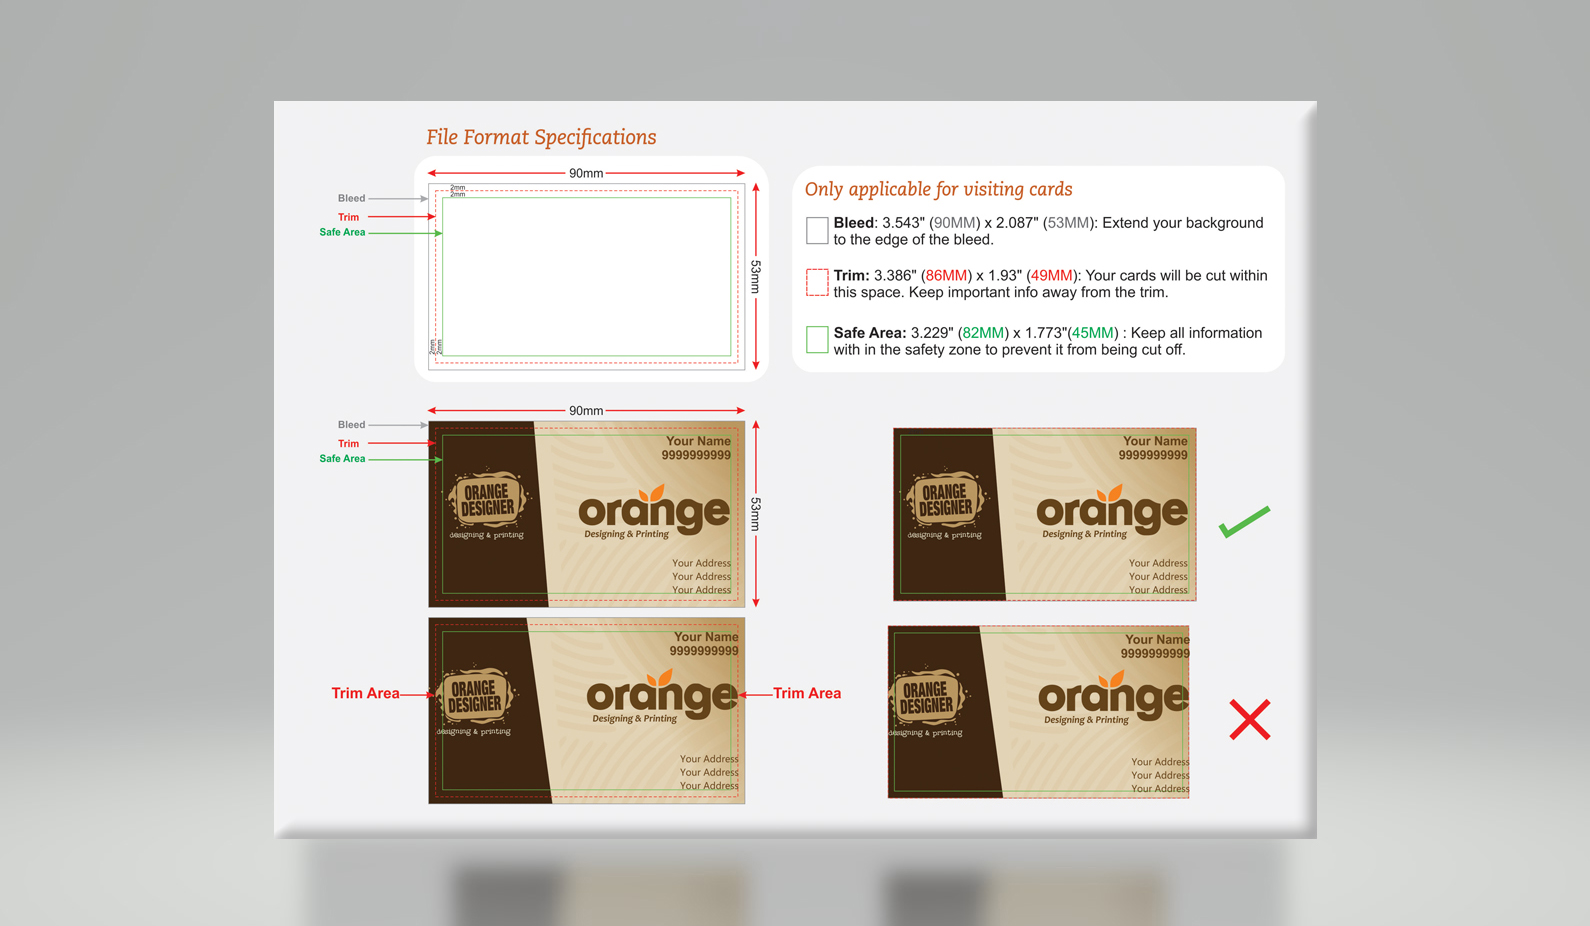 File Format Specifications
90mm
2mm
2mm
Bleed
Trim
Safe Area
53mm
2mm
2mm
Only applicable for visiting cards
Bleed: 3.543" (90MM) x 2.087" (53MM): Extend your background
to the edge of the bleed.
Trim: 3.386" (86MM) x 1.93" (49MM): Your cards will be cut within
this space. Keep important info away from the trim.
Safe Area: 3.229" (82MM) x 1.773"(45MM) : Keep all information
with in the safety zone to prevent it from being cut off.
90mm
Bleed
Trim
Safe Area
53mm
ORANGE
DESIGNER
designing & printing
Your Name
9999999999
orange
Designing & Printing
Your Address
Your Address
Your Address
ORANGE
DESIGNER
designing & printing
Your Name
9999999999
orange
Designing & Printing
Your Address
Your Address
Your Address
Trim Area
ORANGE
DESIGNER
designing & printing
Your Name
9999999999
orange
Designing & Printing
Your Address
Your Address
Your Address
Trim Area
ORANGE
DESIGNER
designing & printing
Your Name
9999999999
orange
Designing & Printing
Your Address
Your Address
Your Address